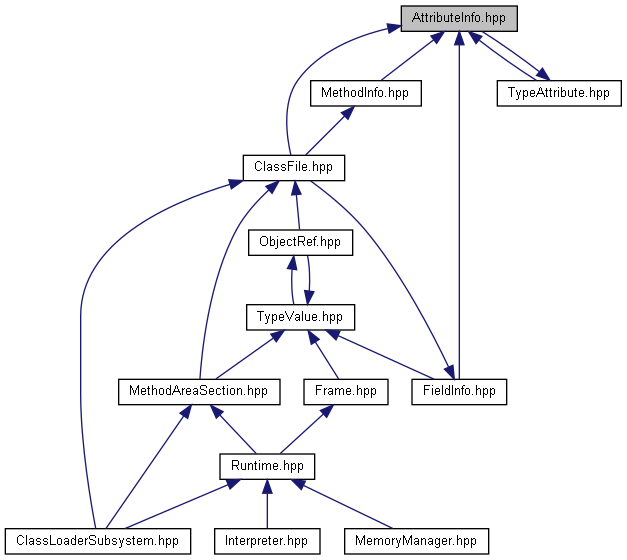 AttributeInfo.hpp
MethodInfo.hpp
TypeAttribute.hpp
ClassFile.hpp
ObjectRef.hpp
TypeValue.hpp
MethodAreaSection.hpp
Frame.hpp
FieldInfo.hpp
Runtime.hpp
ClassLoaderSubsystem.hpp
Interpreter.hpp
MemoryManager.hpp